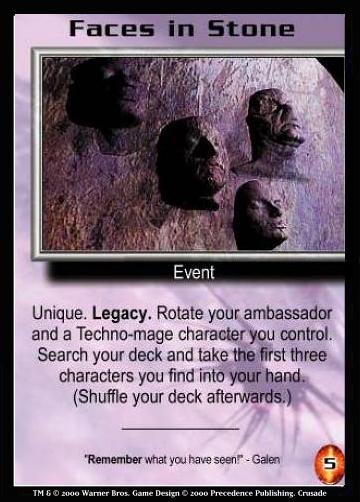 Faces in Stone
Event
Unique. Legacy. Rotate your ambassador
and a Techno-mage character you control.
Search your deck and take the first three
characters you find into your hand.
(Shuffle your deck afterwards.)
"Remember what you have seen!" - Galen
5
TM & © 2000 Warner Bros. Game Design © 2000 Precedence Publishing. Crusade